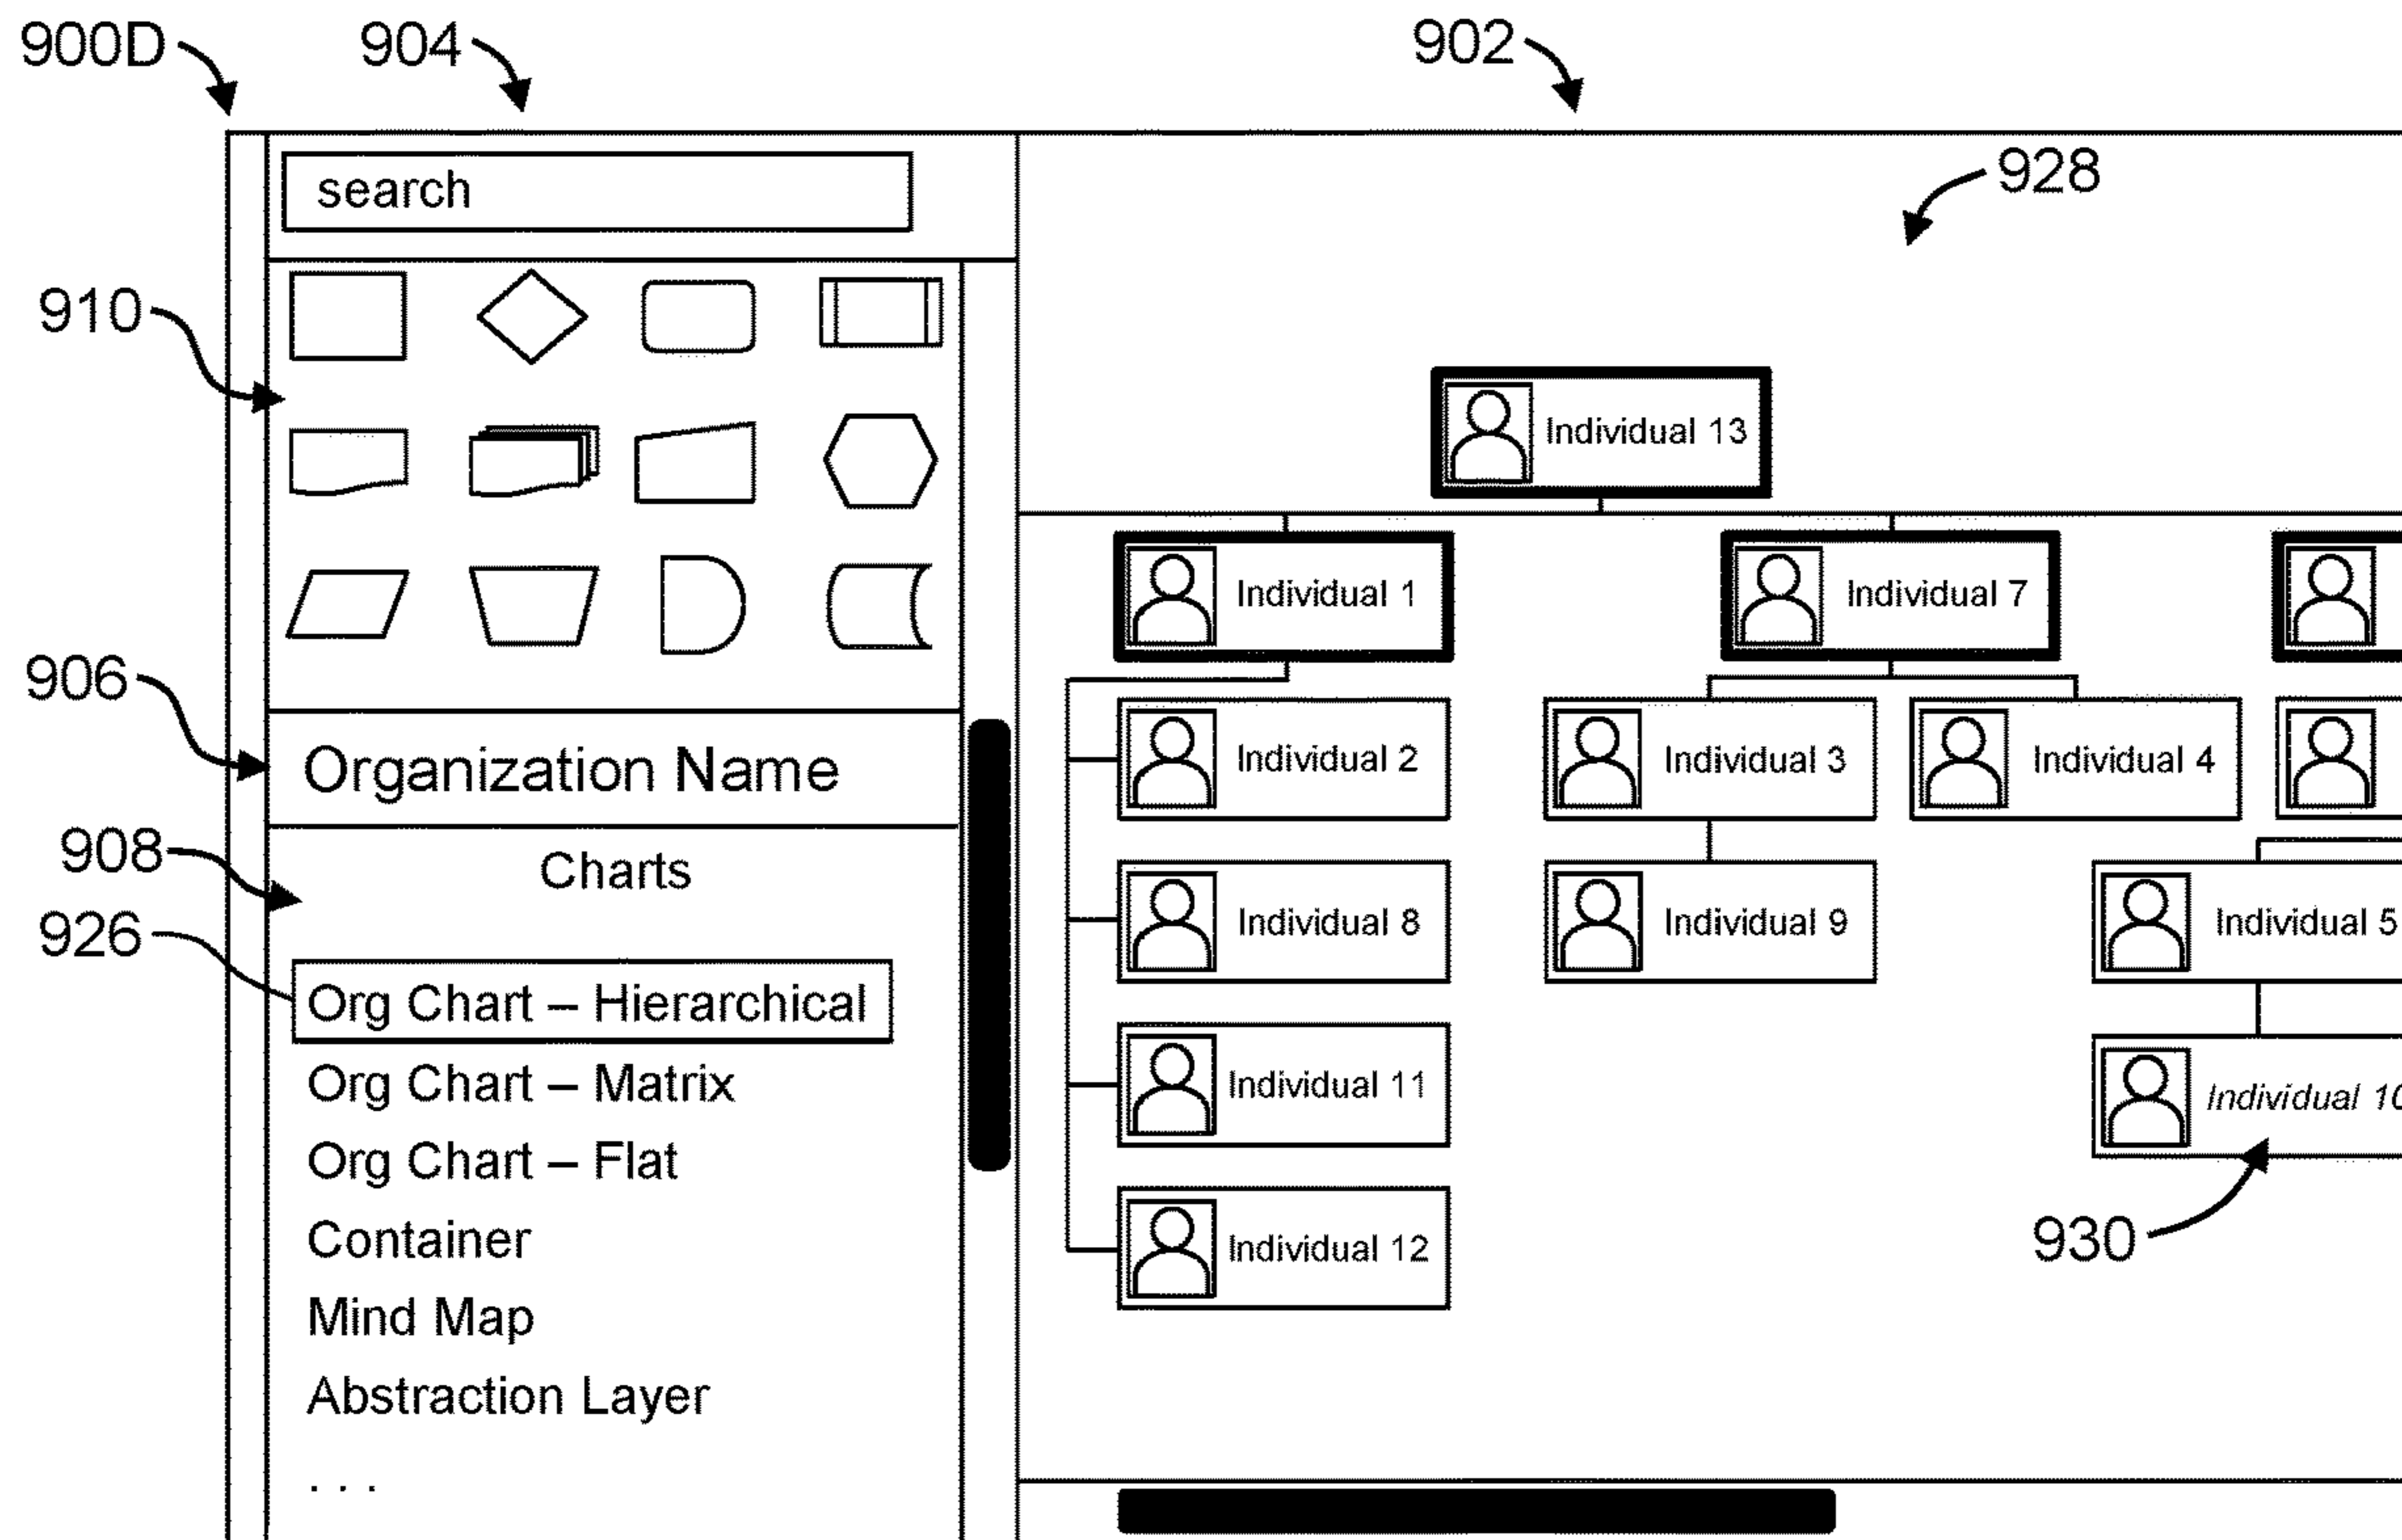 900D
904
902
search
928
910
Individual 13
Individual 1
Individual 7
906
Organization Name
Individual 2
Individual 3
Individual 4
908
Charts
926
Individual 8
Individual 9
Individual 5
Org Chart – Hierarchical
Org Chart – Matrix
Individual 11
Individual 10
Org Chart – Flat
Container
Individual 12
930
Mind Map
Abstraction Layer
. . .